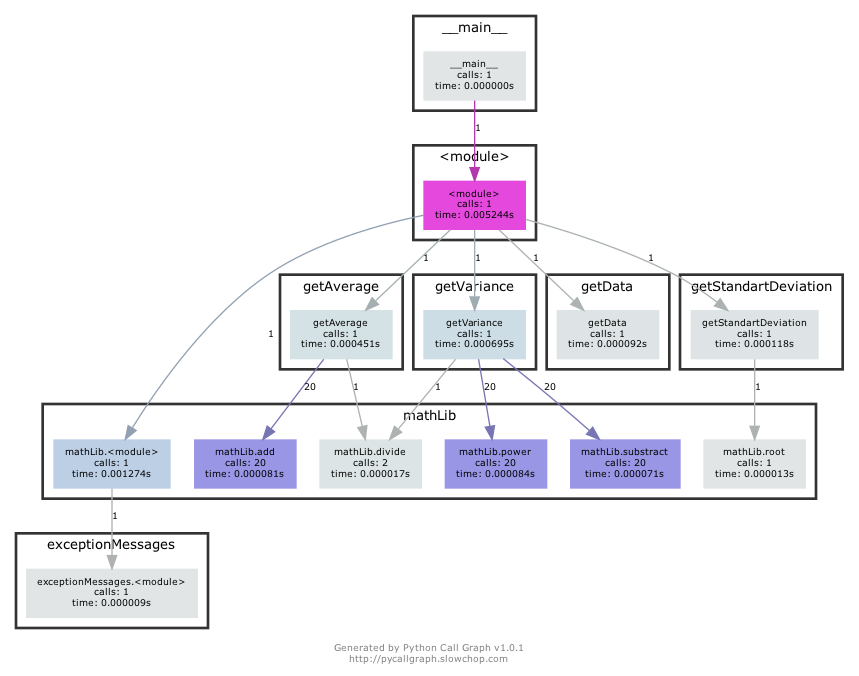 __main__
__main__
calls: 1
time: 0.000000s
1
<module>
<module>
calls: 1
time: 0.005244s
1
1
1
1
1
getAverage
getAverage
calls: 1
time: 0.000451s
getVariance
getVariance
calls: 1
time: 0.000695s
getData
getData
calls: 1
time: 0.000092s
getStandartDeviation
getStandartDeviation
calls: 1
time: 0.000118s
20
1
1
20
20
1
mathLib
mathLib.<module>
calls: 1
time: 0.001274s
mathLib.add
calls: 20
time: 0.000081s
mathLib.divide
calls: 2
time: 0.000017s
mathLib.power
calls: 20
time: 0.000084s
mathLib.substract
calls: 20
time: 0.000071s
mathLib.root
calls: 1
time: 0.000013s
1
exceptionMessages
exceptionMessages.<module>
calls: 1
time: 0.000009s
Generated by Python Call Graph v1.0.1
http://pycallgraph.slowchop.com